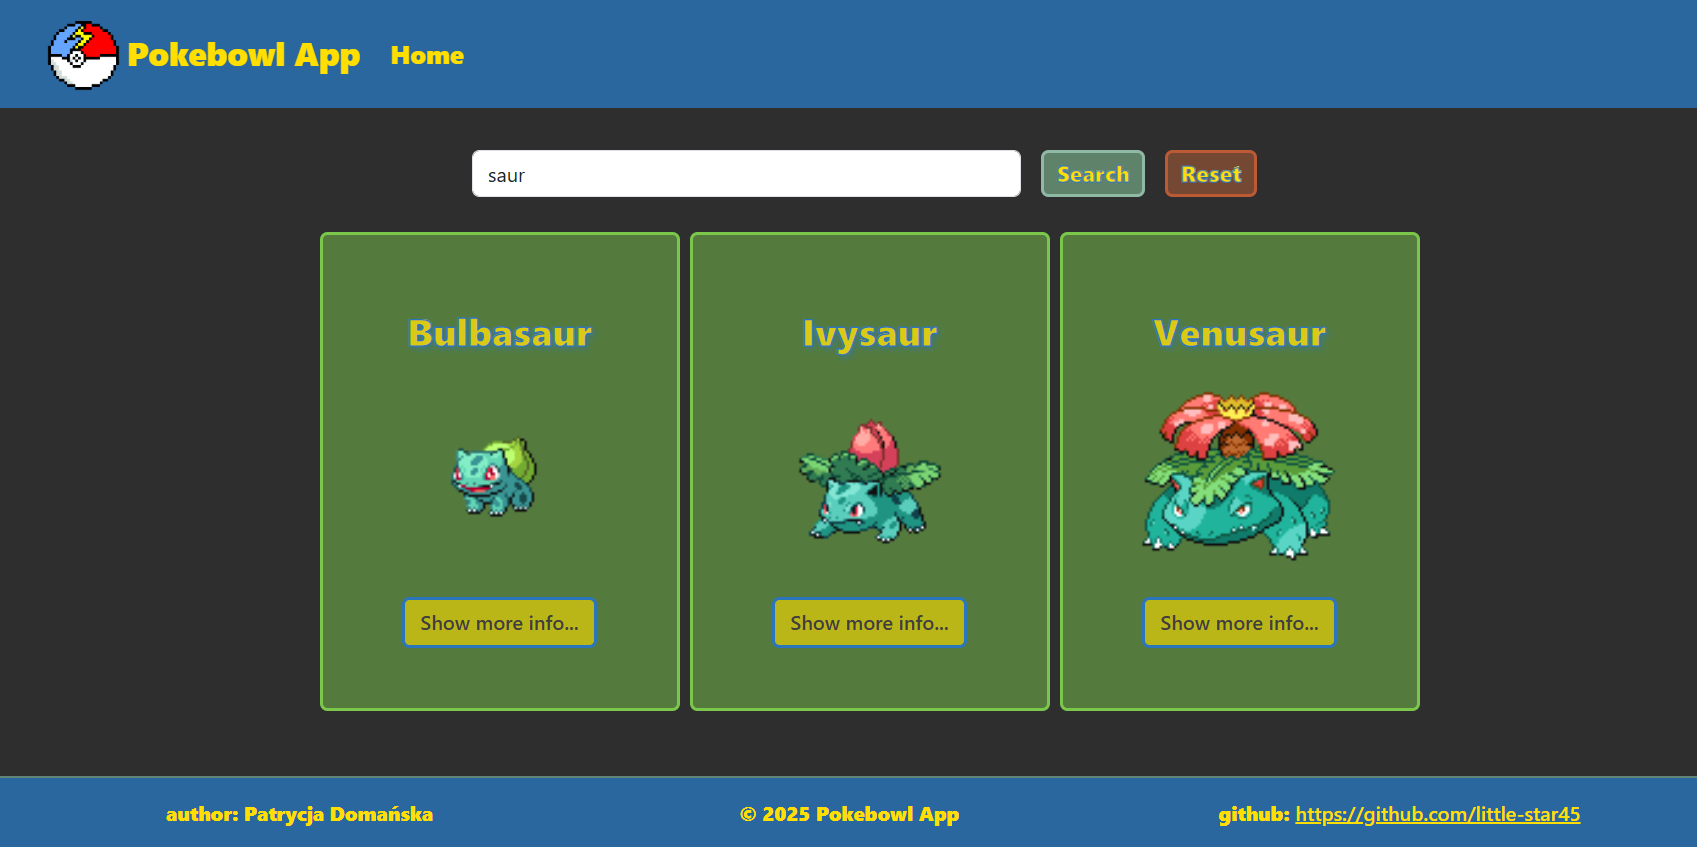 Pokebowl App Home
saur Search Reset
Bulbasaur Ivysaur Venusaur
Show more info... Show more info... Show more info...
author: Patrycja Domańska © 2025 Pokebowl App github: https://github.com/little-star45